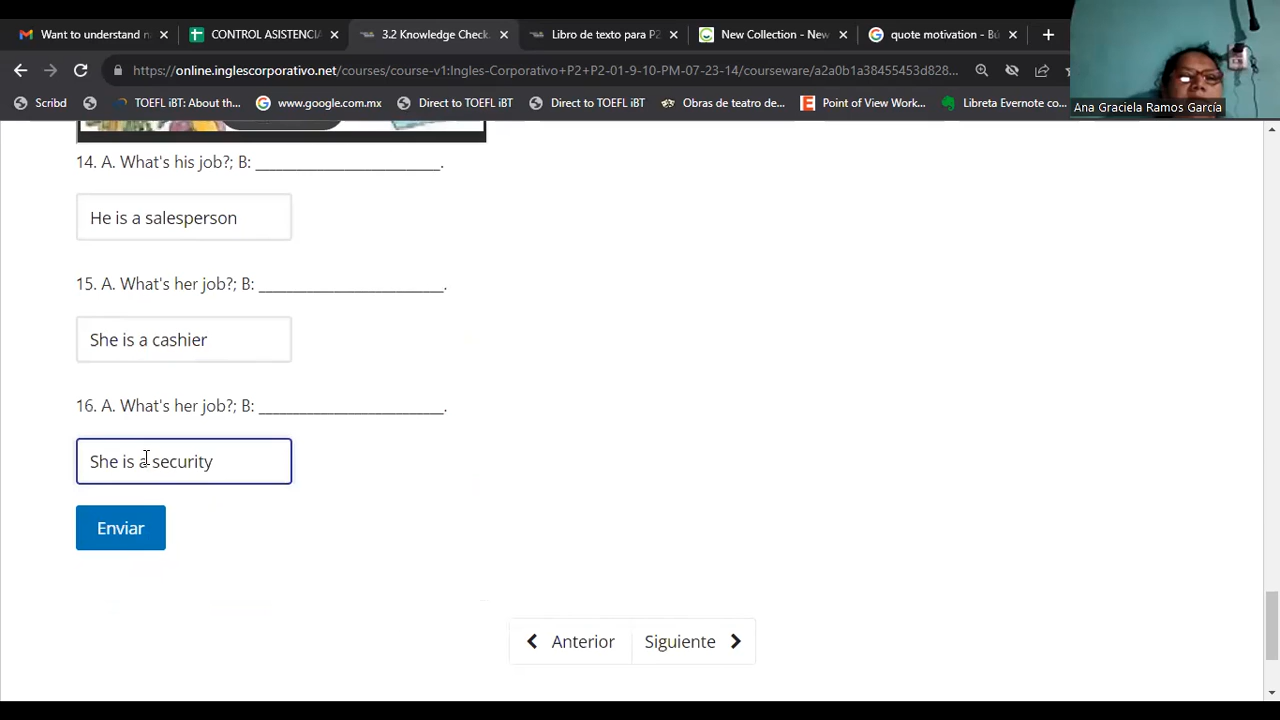 Want to understand n
CONTROL ASISTENCIA
3.2 Knowledge Check
Libro de texto para P2
New Collection - New
quote motivation - Bú
https://online.inglescorporativo.net/courses/course-v1:Ingles-Corporativo+P2+P2-01-9-10-PM-07-23-14/courseware/a2a0b1a38455453d828...
Scribd
TOEFL iBT: About th...
www.google.com.mx
Direct to TOEFL iBT
Direct to TOEFL iBT
Obras de teatro de...
Point of View Work...
Libreta Evernote co...
Ana Graciela Ramos García
14. A. What's his job?; B: ________________________.
He is a salesperson
15. A. What's her job?; B: ________________________.
She is a cashier
16. A. What's her job?; B: ________________________.
She is a security
Enviar
Anterior
Siguiente